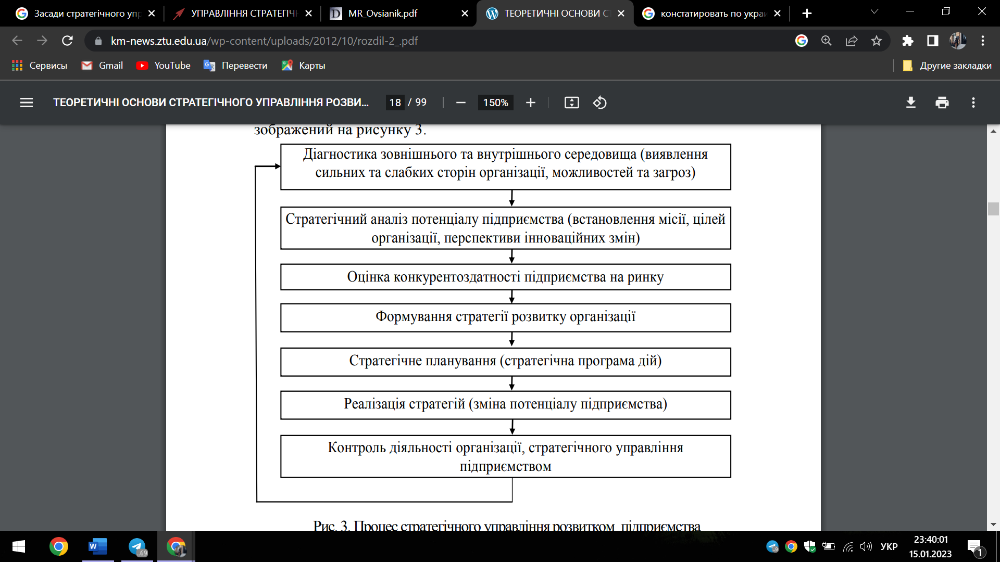 Засади стратегічного упр
УПРАВЛІННЯ СТРАТЕГІЧН
MR_Ovsianik.pdf
ТЕОРЕТИЧНІ ОСНОВИ СТ
констатировать по украи
km-news.ztu.edu.ua/wp-content/uploads/2012/10/rozdil-2_.pdf
Сервисы
Gmail
YouTube
Перевести
Карты
Другие закладки
ТЕОРЕТИЧНІ ОСНОВИ СТРАТЕГІЧНОГО УПРАВЛІННЯ РОЗВИ...
18 / 99
150%
зображений на рисунку 3.
Діагностика зовнішнього та внутрішнього середовища (виявлення
сильних та слабких сторін організації, можливостей та загроз)
Стратегічний аналіз потенціалу підприємства (встановлення місії, цілей
організації, перспективи інноваційних змін)
Оцінка конкурентоздатності підприємства на ринку
Формування стратегії розвитку організації
Стратегічне планування (стратегічна програма дій)
Реалізація стратегій (зміна потенціалу підприємства)
Контроль діяльності організації, стратегічного управління
підприємством
Рис. 3. Процес стратегічного управління розвитком підприємства
УКР
23:40:01
15.01.2023
1